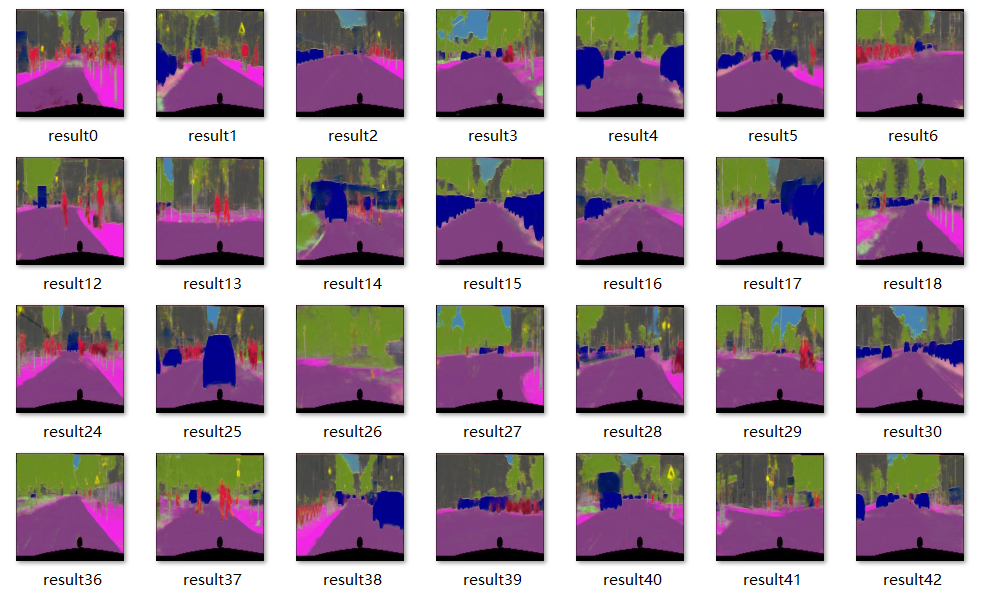 result0 result1 result2 result3 result4 result5 result6
result12 result13 result14 result15 result16 result17 result18
result24 result25 result26 result27 result28 result29 result30
result36 result37 result38 result39 result40 result41 result42